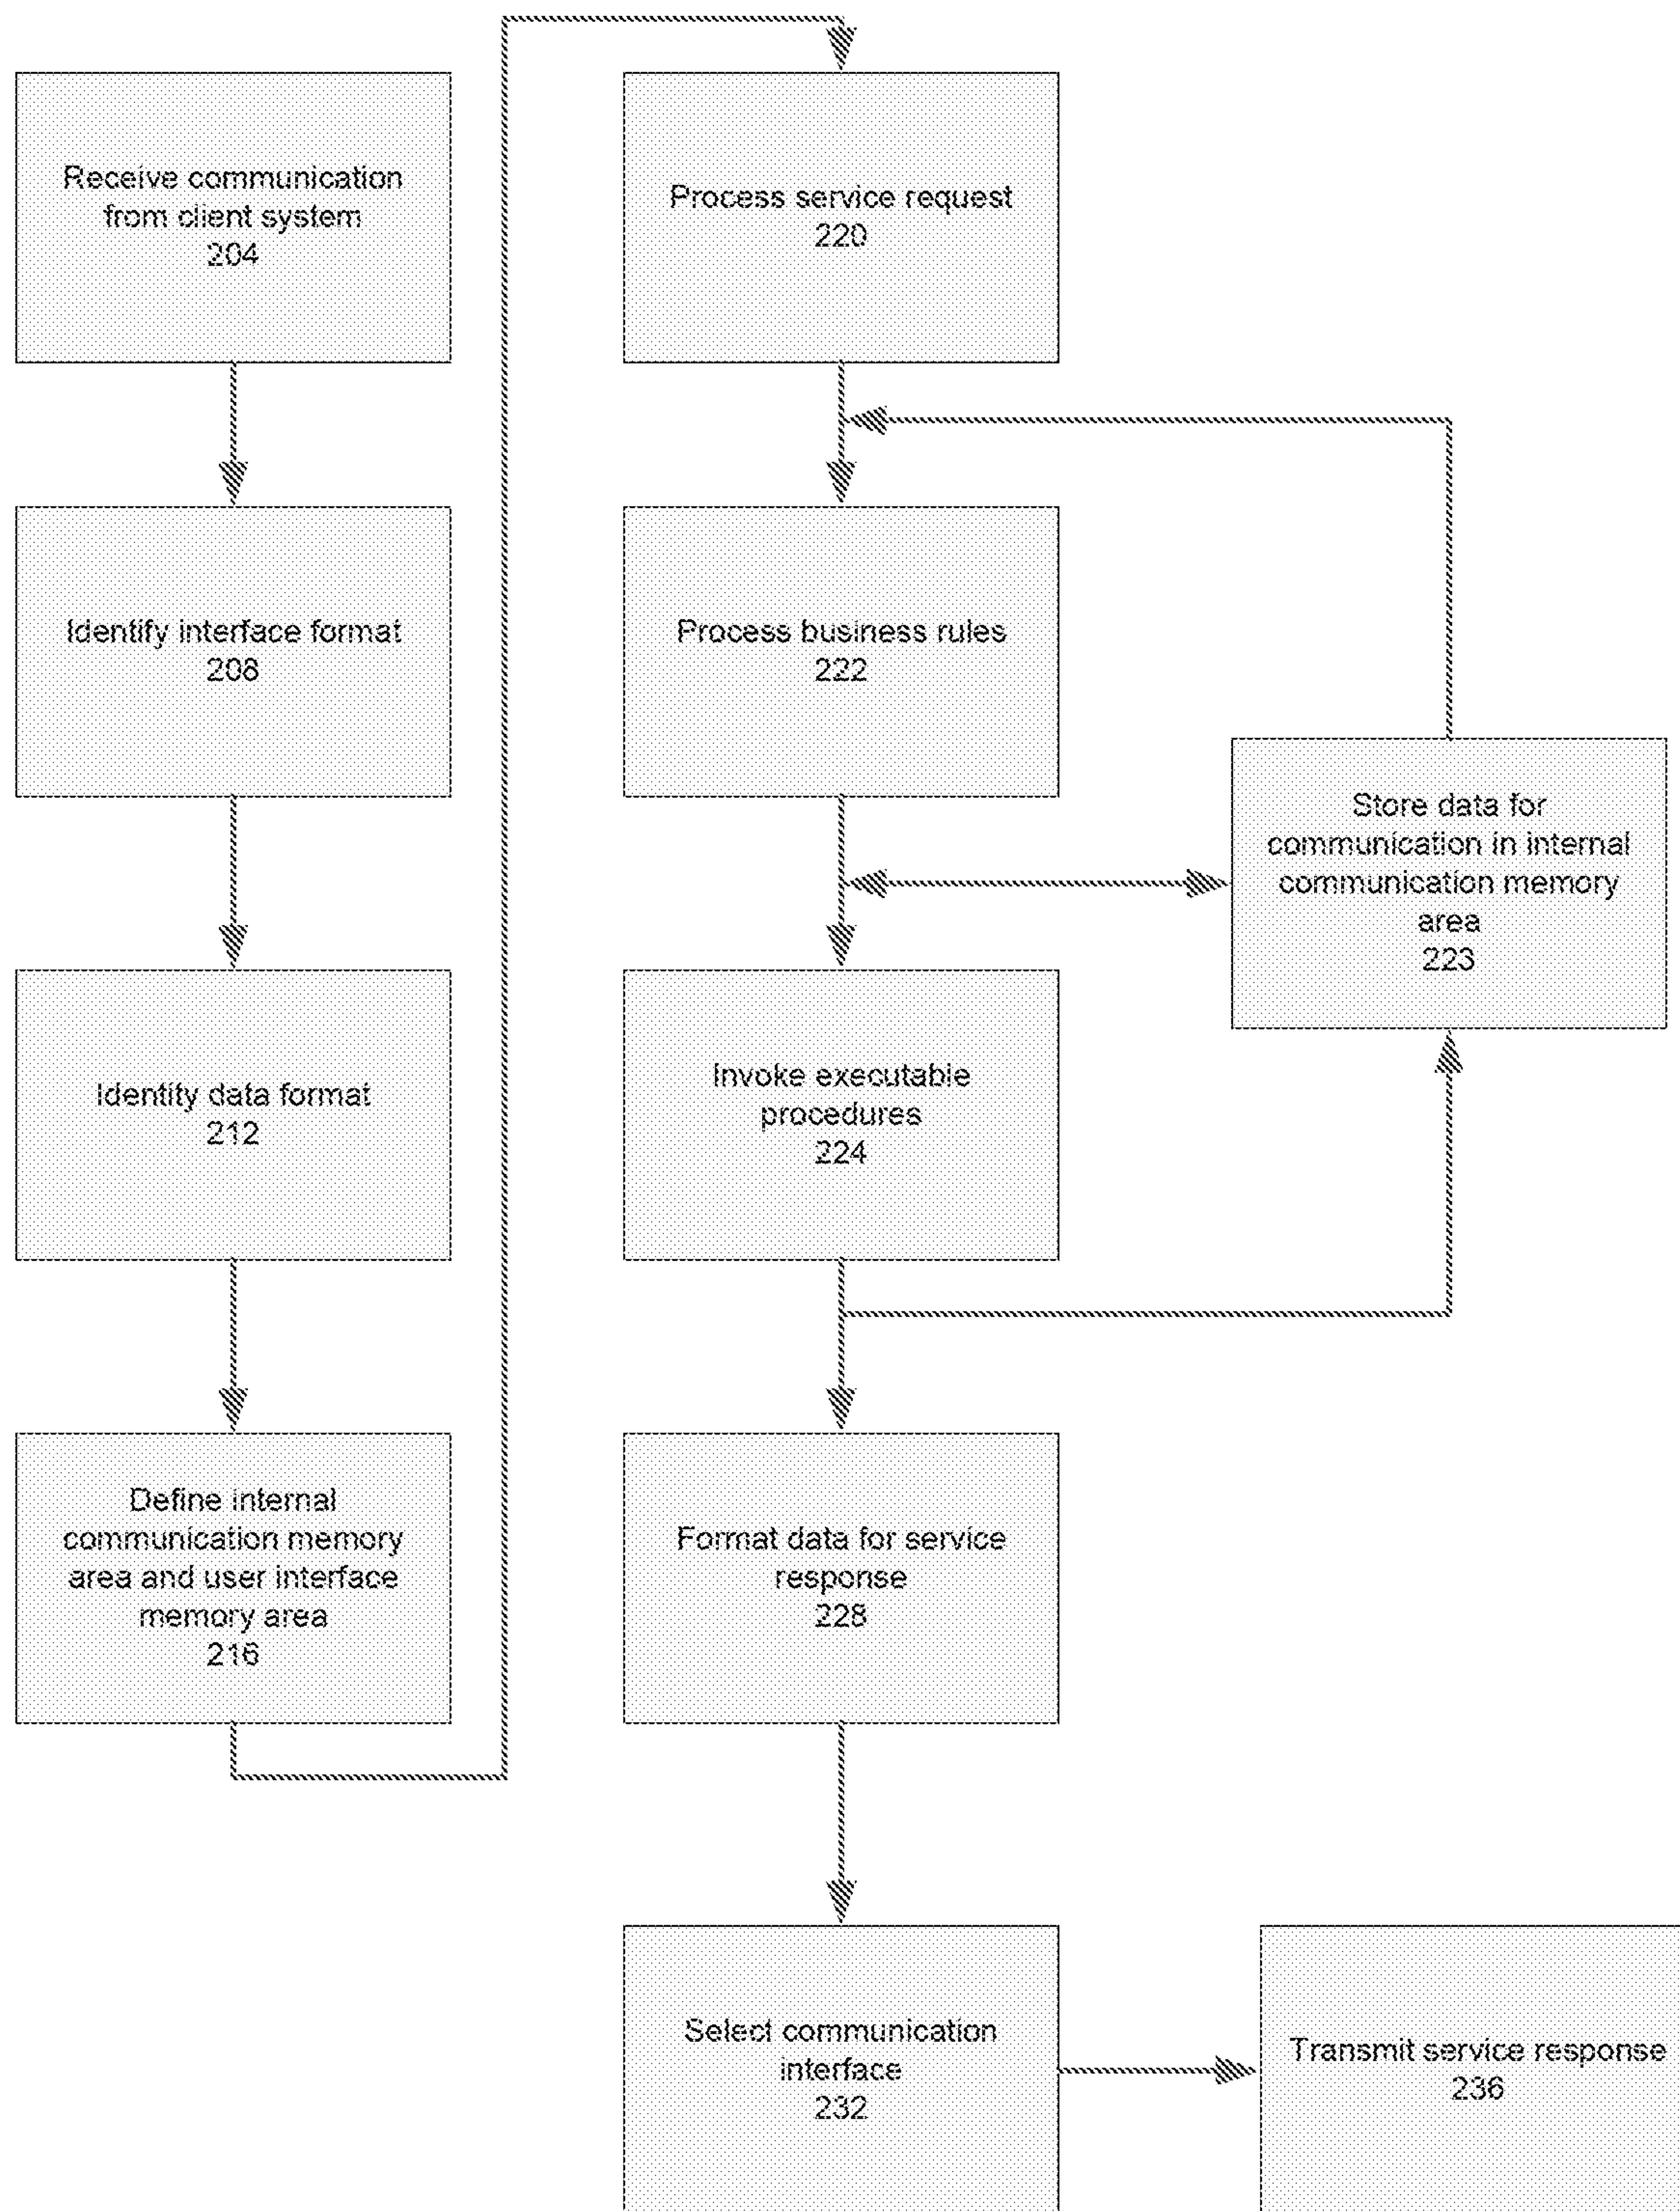 Receive communication
from client system
204
Identify interface format
208
Identify data format
212
Define internal
communication memory
area and user interface
memory area
216
Process service request
220
Process business rules
222
Store data for
communication in internal
communication memory
area
223
Invoke executable
procedures
224
Format data for service
response
228
Select communication
interface
232
Transmit service response
236